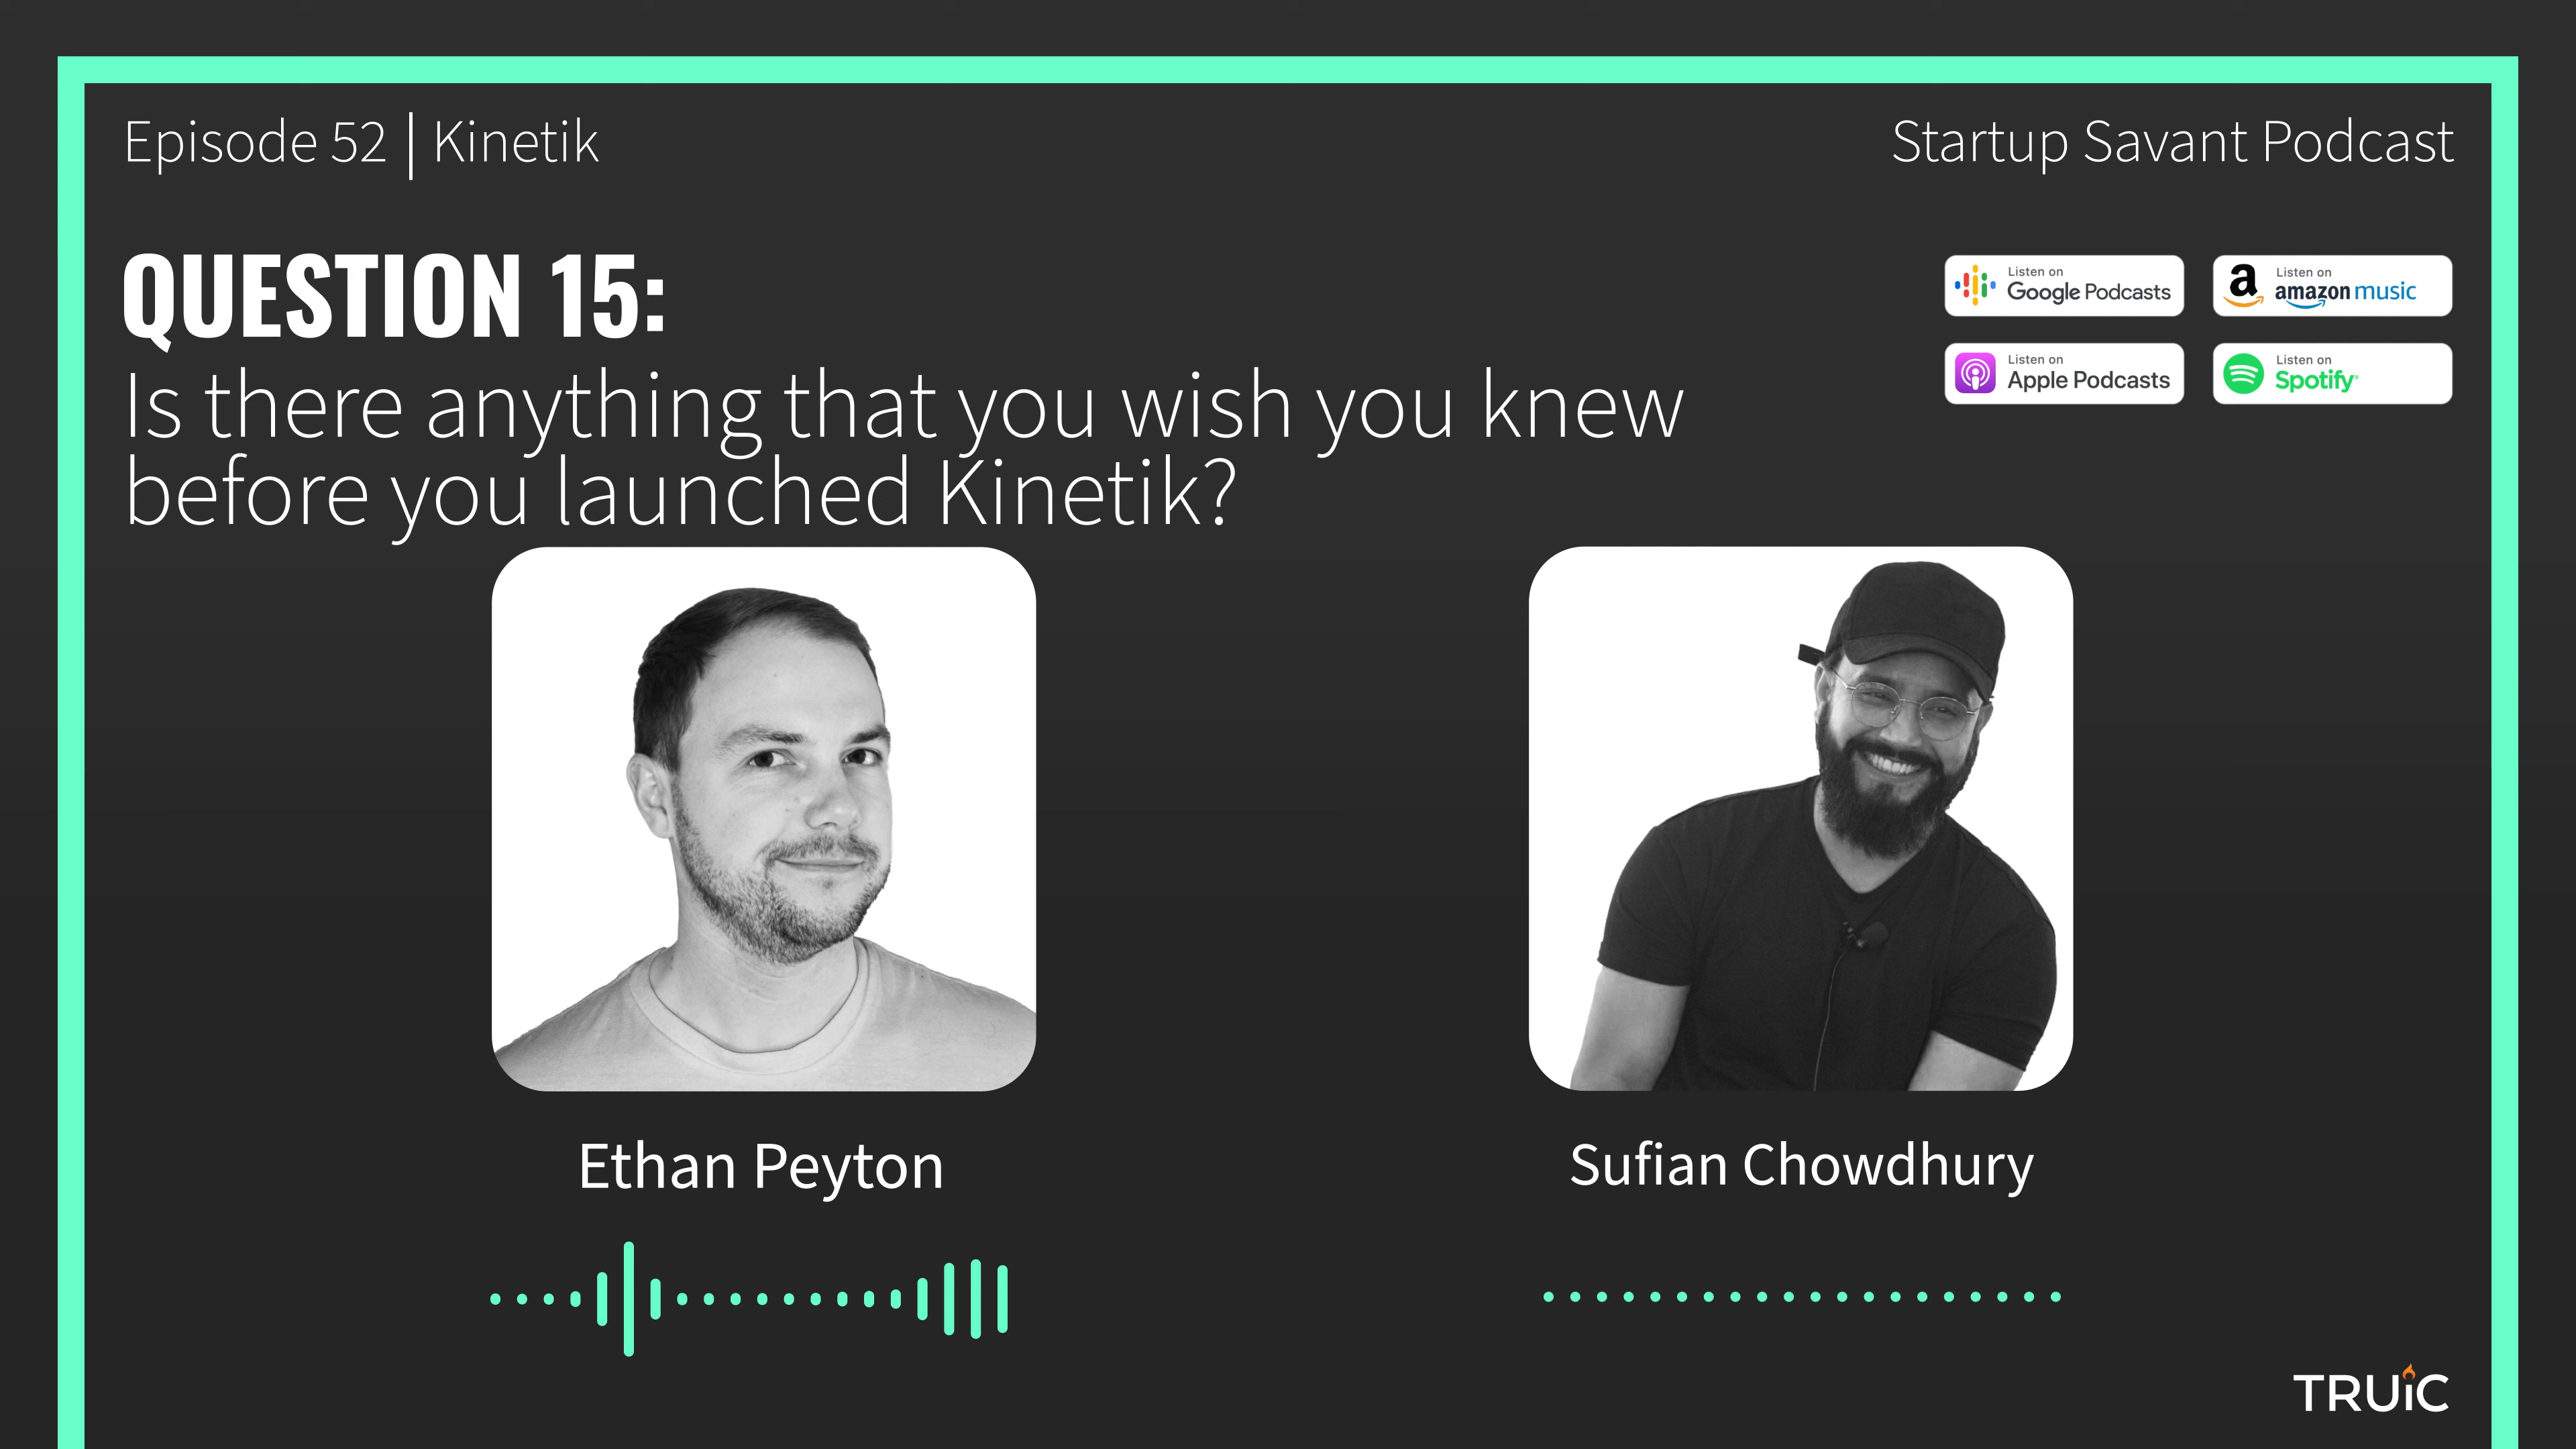 Episode 52 | Kinetik
Startup Savant Podcast
QUESTION 15:
Is there anything that you wish you knew
before you launched Kinetik?
Listen on
Google Podcasts
a
Listen on
amazon music
Listen on
Apple Podcasts
Listen on
Spotify
Ethan Peyton
Sufian Chowdhury
TRUiC